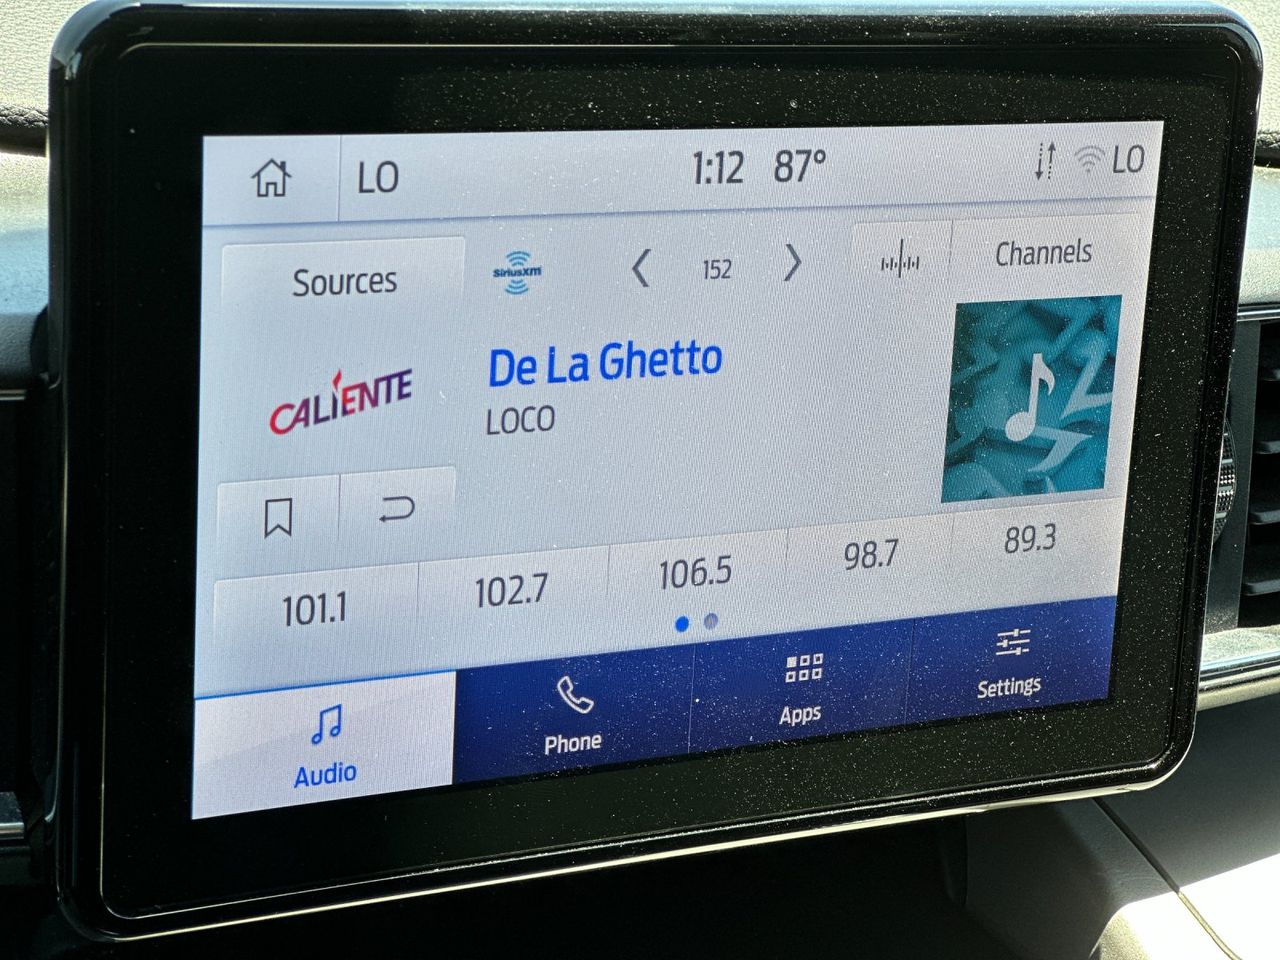 LO 1:12 87° LO
Sources SiriusXM 152 Channels
CALIENTE
De La Ghetto
LOCO
101.1 102.7 106.5 98.7 89.3
Audio Phone Apps Settings